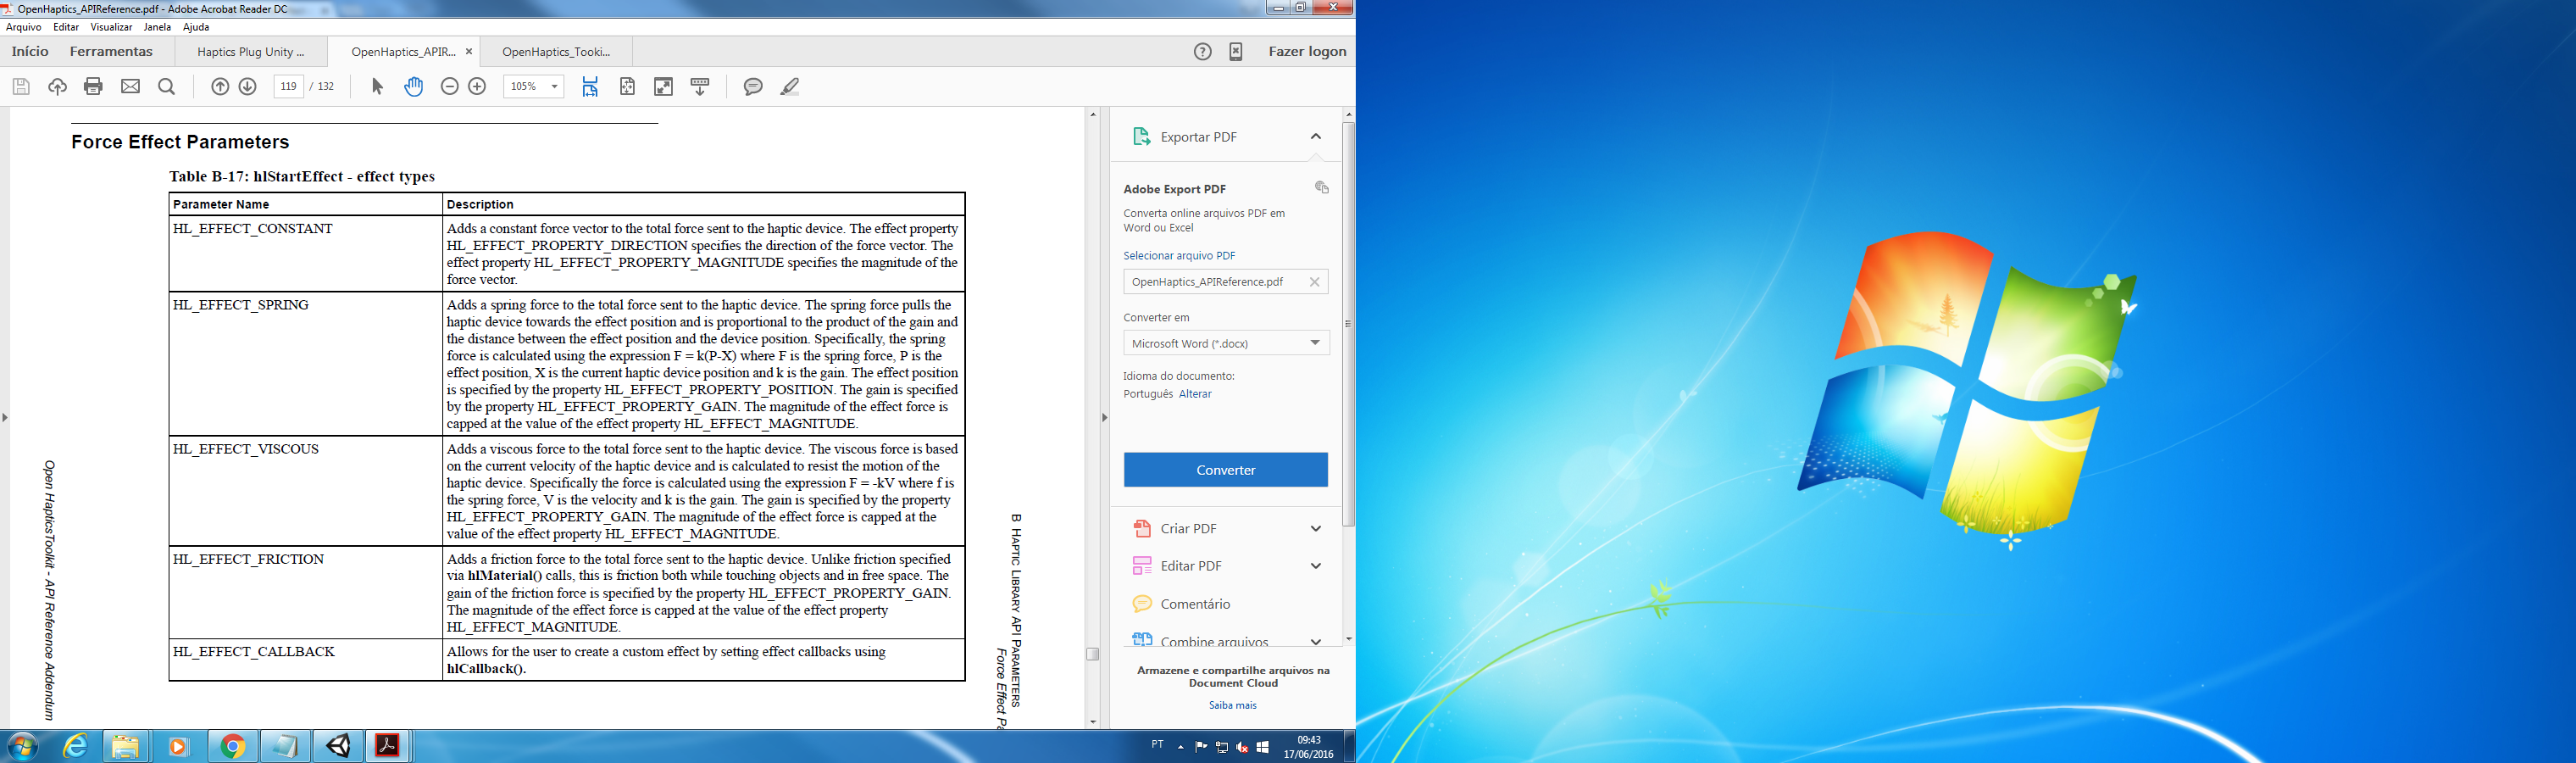 OpenHaptics_APIReference.pdf - Adobe Acrobat Reader DC
Arquivo Editar Visualizar Janela Ajuda
Início Ferramentas Haptics Plug Unity ... OpenHaptics_APIR... × OpenHaptics_Tooki... Fazer logon
119 / 132 105%
Force Effect Parameters
Table B-17: hlStartEffect - effect types
Parameter Name Description
HL_EFFECT_CONSTANT Adds a constant force vector to the total force sent to the haptic device. The effect property
HL_EFFECT_PROPERTY_DIRECTION specifies the direction of the force vector. The
effect property HL_EFFECT_PROPERTY_MAGNITUDE specifies the magnitude of the
force vector.
HL_EFFECT_SPRING Adds a spring force to the total force sent to the haptic device. The spring force pulls the
haptic device towards the effect position and is proportional to the product of the gain and
the distance between the effect position and the device position. Specifically, the spring
force is calculated using the expression F = k(P-X) where F is the spring force, P is the
effect position, X is the current haptic device position and k is the gain. The effect position
is specified by the property HL_EFFECT_PROPERTY_POSITION. The gain is specified
by the property HL_EFFECT_PROPERTY_GAIN. The magnitude of the effect force is
capped at the value of the effect property HL_EFFECT_MAGNITUDE.
HL_EFFECT_VISCOUS Adds a viscous force to the total force sent to the haptic device. The viscous force is based
on the current velocity of the haptic device and is calculated to resist the motion of the
haptic device. Specifically the force is calculated using the expression F = -kV where f is
the spring force, V is the velocity and k is the gain. The gain is specified by the property
HL_EFFECT_PROPERTY_GAIN. The magnitude of the effect force is capped at the
value of the effect property HL_EFFECT_MAGNITUDE.
HL_EFFECT_FRICTION Adds a friction force to the total force sent to the haptic device. Unlike friction specified
via hlMaterial() calls, this is friction both while touching objects and in free space. The
gain of the friction force is specified by the property HL_EFFECT_PROPERTY_GAIN.
The magnitude of the effect force is capped at the value of the effect property
HL_EFFECT_MAGNITUDE.
HL_EFFECT_CALLBACK Allows for the user to create a custom effect by setting effect callbacks using
hlCallback().
Open HapticsToolkit - API Reference Addendum
B HAPTIC LIBRARY API PARAMETERS
Force Effect Pa
Exportar PDF
Adobe Export PDF
Converta online arquivos PDF em
Word ou Excel
Selecionar arquivo PDF
OpenHaptics_APIReference.pdf ×
Converter em
Microsoft Word (*.docx)
Idioma do documento:
Português Alterar
Converter
Criar PDF
Editar PDF
Comentário
Combine arquivos
Armazene e compartilhe arquivos na
Document Cloud
Saiba mais
PT 09:43
17/06/2016